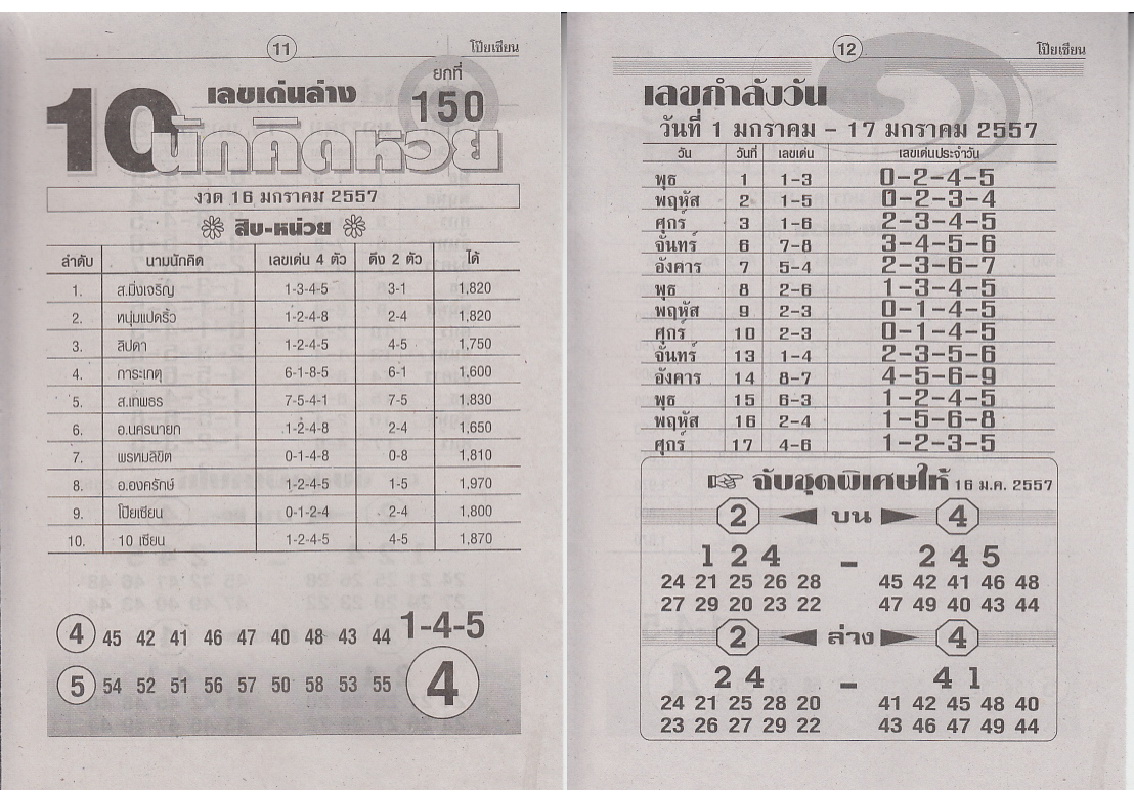 11 โป๊ยเซียน
เลขเด่นล่าง
ยกที่
150
10 นักคิดหวย
งวด 16 มกราคม 2557
สิบ-หน่วย
ลำดับ นามนักคิด เลขเด่น 4 ตัว ดึง 2 ตัว ได้
1. ส.มิ่งเจริญ 1-3-4-5 3-1 1,820
2. หนุ่มแปดริ้ว 1-2-4-8 2-4 1,820
3. ลิปดา 1-2-4-5 4-5 1,750
4. การะเกตุ 6-1-8-5 6-1 1,600
5. ส.เทพธร 7-5-4-1 7-5 1,830
6. อ.นครนายก 1-2-4-8 2-4 1,650
7. พรหมลิขิต 0-1-4-8 0-8 1,810
8. อ.องครักษ์ 1-2-4-5 1-5 1,970
9. โป๊ยเซียน 0-1-2-4 2-4 1,800
10. 10 เซียน 1-2-4-5 4-5 1,870
4 45 42 41 46 47 40 48 43 44 1-4-5
5 54 52 51 56 57 50 58 53 55 4
12 โป๊ยเซียน
เลขกำลังวัน
วันที่ 1 มกราคม - 17 มกราคม 2557
วัน วันที่ เลขเด่น เลขเด่นประจำวัน
พุธ 1 1-3 0-2-4-5
พฤหัส 2 1-5 0-2-3-4
ศุกร์ 3 1-6 2-3-4-5
จันทร์ 6 7-8 3-4-5-6
อังคาร 7 5-4 2-3-6-7
พุธ 8 2-6 1-3-4-5
พฤหัส 9 2-3 0-1-4-5
ศุกร์ 10 2-3 0-1-4-5
จันทร์ 13 1-4 2-3-5-6
อังคาร 14 8-7 4-5-6-9
พุธ 15 6-3 1-2-4-5
พฤหัส 16 2-4 1-5-6-8
ศุกร์ 17 4-6 1-2-3-5
จับชุดพิเศษให้ 16 ม.ค. 2557
2 บน 4
1 2 4 - 2 4 5
24 21 25 26 28 45 42 41 46 48
27 29 20 23 22 47 49 40 43 44
2 ล่าง 4
2 4 - 4 1
24 21 25 28 20 41 42 45 48 40
23 26 27 29 22 43 46 47 49 44